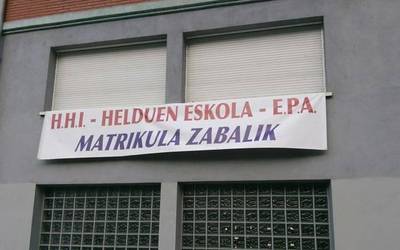 H.H.I. - HELDUEN ESKOLA - E.P.A.
MATRIKULA ZABALIK